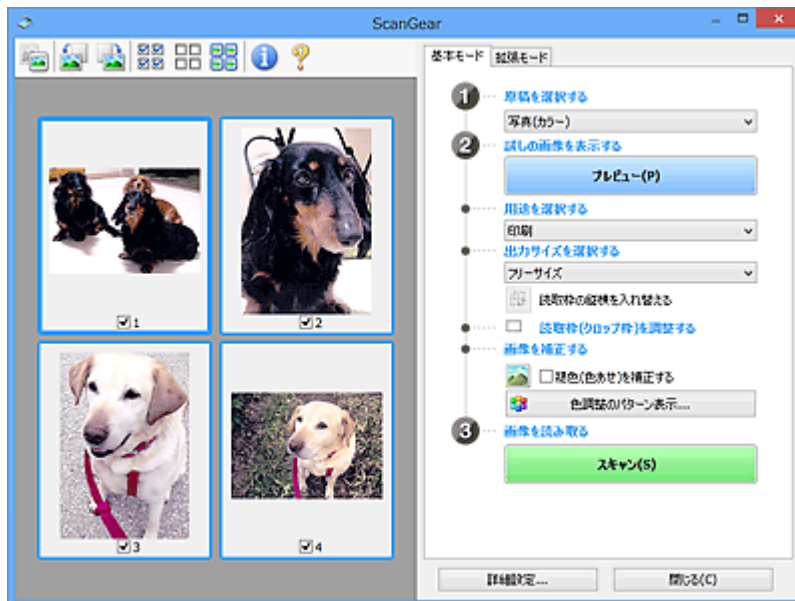 ScanGear
基本モード 拡張モード
1 原稿を選択する
写真(カラー)
2 試しの画像を表示する
プレビュー(P)
用途を選択する
印刷
出力サイズを選択する
フリーサイズ
読取枠の縦横を入れ替える
読取枠(クロップ枠)を調整する
画像を補正する
褪色(色あせ)を補正する
色調整のパターン表示...
3 画像を読み取る
スキャン(S)
1
2
3
4
詳細設定...
閉じる(C)